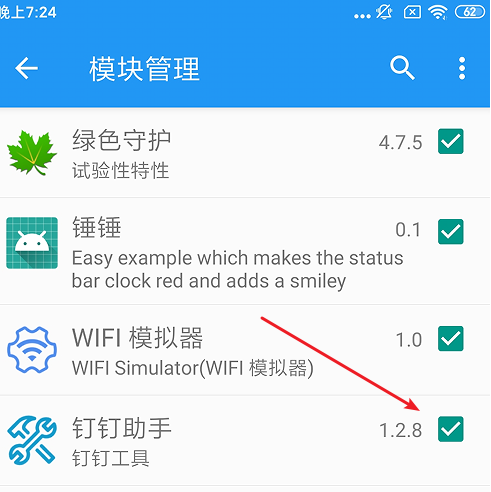 晚上7:24
62
模块管理
绿色守护
4.7.5
试验性特性
锤锤
0.1
Easy example which makes the status
bar clock red and adds a smiley
WIFI 模拟器
1.0
WIFI Simulator(WIFI 模拟器)
钉钉助手
1.2.8
钉钉工具